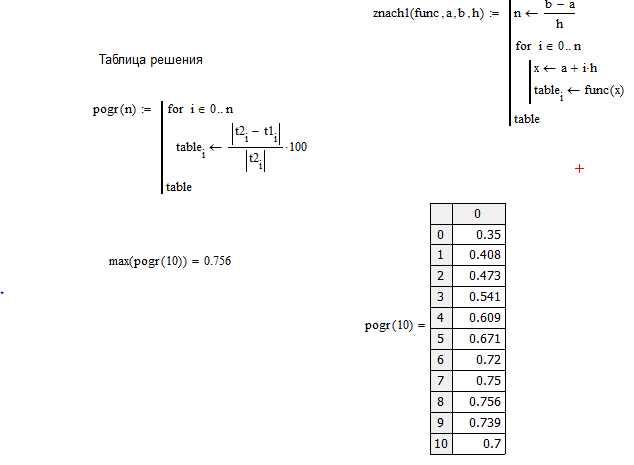 znach1(func,a,b,h) := n ← (b − a)/h
for i ∈ 0.. n
x ← a + i·h
table_i ← func(x)
table
Таблица решения
pogr(n) := for i ∈ 0.. n
table_i ← |t2_i − t1_i|/|t2_i| ·100
table
max(pogr(10)) = 0.756
pogr(10) =
0
0 0.35
1 0.408
2 0.473
3 0.541
4 0.609
5 0.671
6 0.72
7 0.75
8 0.756
9 0.739
10 0.7